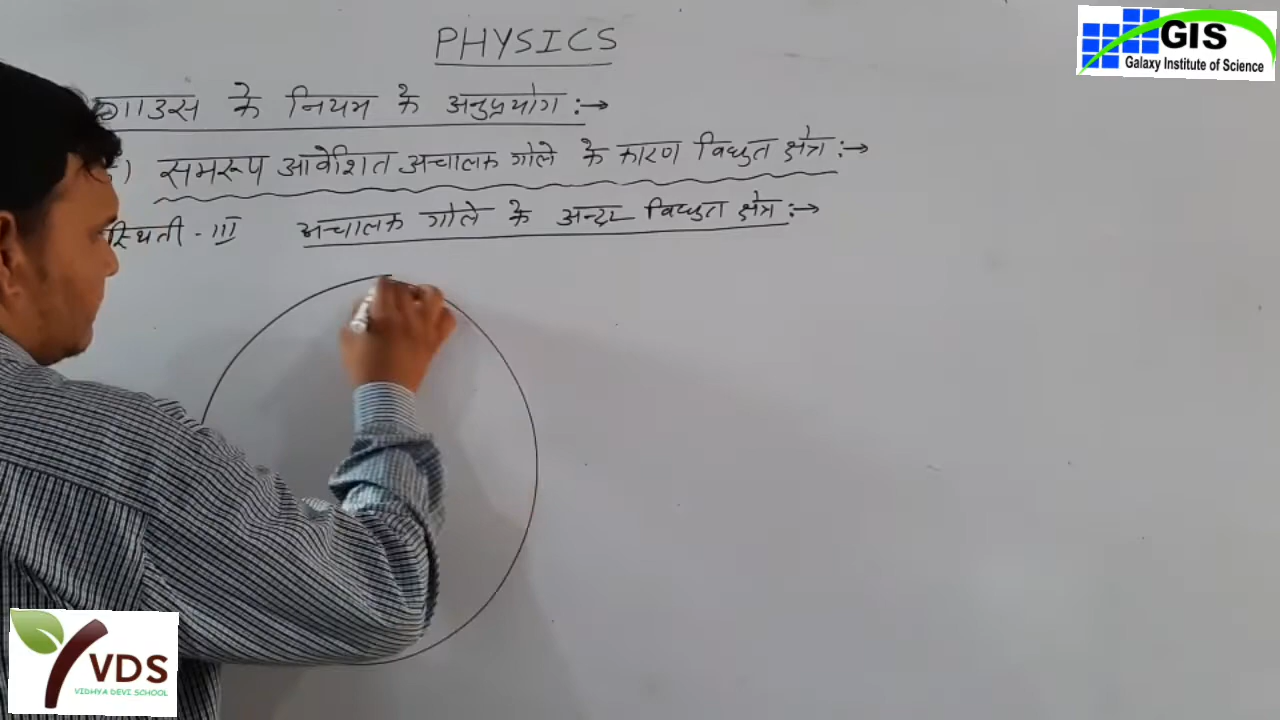 PHYSICS
GIS
Galaxy Institute of Science
गाउस के नियम के अनुप्रयोग :→
) समरूप आवेशित अचालक गोले के कारण विधुत क्षेत्र :→
स्थिती - III अचालक गोले के अन्दर विधुत क्षेत्र :→
VDS
VIDHYA DEVI SCHOOL